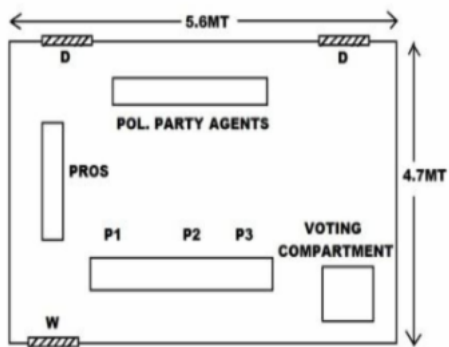 5.6MT
D
D
POL. PARTY AGENTS
PROS
4.7MT
P1 P2 P3
VOTING
COMPARTMENT
W